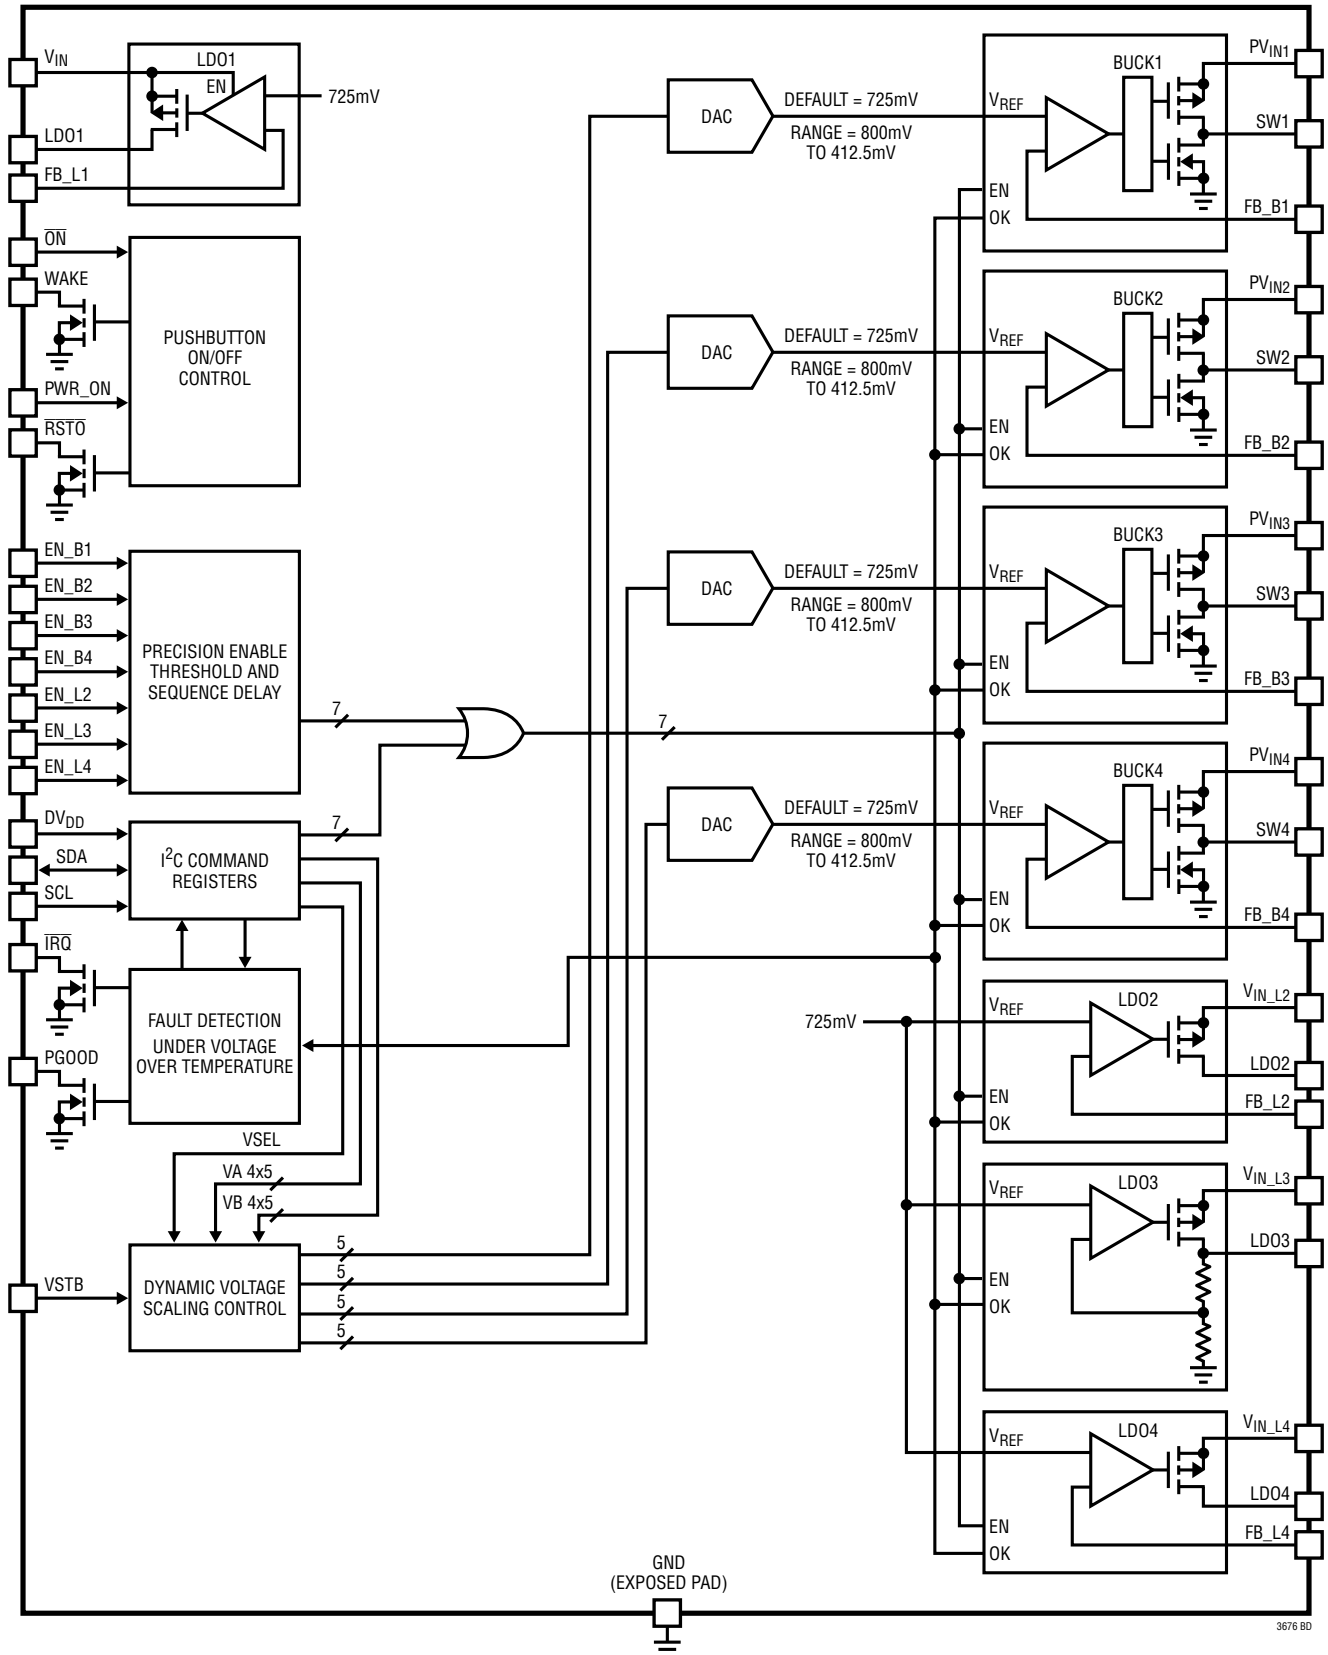 V_IN
LDO1
EN
725mV
LDO1
FB_L1
ON
WAKE
PWR_ON
RSTO
PUSHBUTTON
ON/OFF
CONTROL
EN_B1
EN_B2
EN_B3
EN_B4
EN_L2
EN_L3
EN_L4
PRECISION ENABLE
THRESHOLD AND
SEQUENCE DELAY
7
7
DV_DD
SDA
SCL
I²C COMMAND
REGISTERS
7
IRQ
PGOOD
FAULT DETECTION
UNDER VOLTAGE
OVER TEMPERATURE
VSEL
VA 4x5
VB 4x5
VSTB
DYNAMIC VOLTAGE
SCALING CONTROL
5
5
5
5
DAC
DEFAULT = 725mV
RANGE = 800mV
TO 412.5mV
V_REF
BUCK1
EN
OK
PV_IN1
SW1
FB_B1
DAC
DEFAULT = 725mV
RANGE = 800mV
TO 412.5mV
V_REF
BUCK2
EN
OK
PV_IN2
SW2
FB_B2
DAC
DEFAULT = 725mV
RANGE = 800mV
TO 412.5mV
V_REF
BUCK3
EN
OK
PV_IN3
SW3
FB_B3
DAC
DEFAULT = 725mV
RANGE = 800mV
TO 412.5mV
V_REF
BUCK4
EN
OK
PV_IN4
SW4
FB_B4
725mV
V_REF
LDO2
EN
OK
V_IN_L2
LDO2
FB_L2
V_REF
LDO3
EN
OK
V_IN_L3
LDO3
V_REF
LDO4
EN
OK
V_IN_L4
LDO4
FB_L4
GND
(EXPOSED PAD)
3676 BD